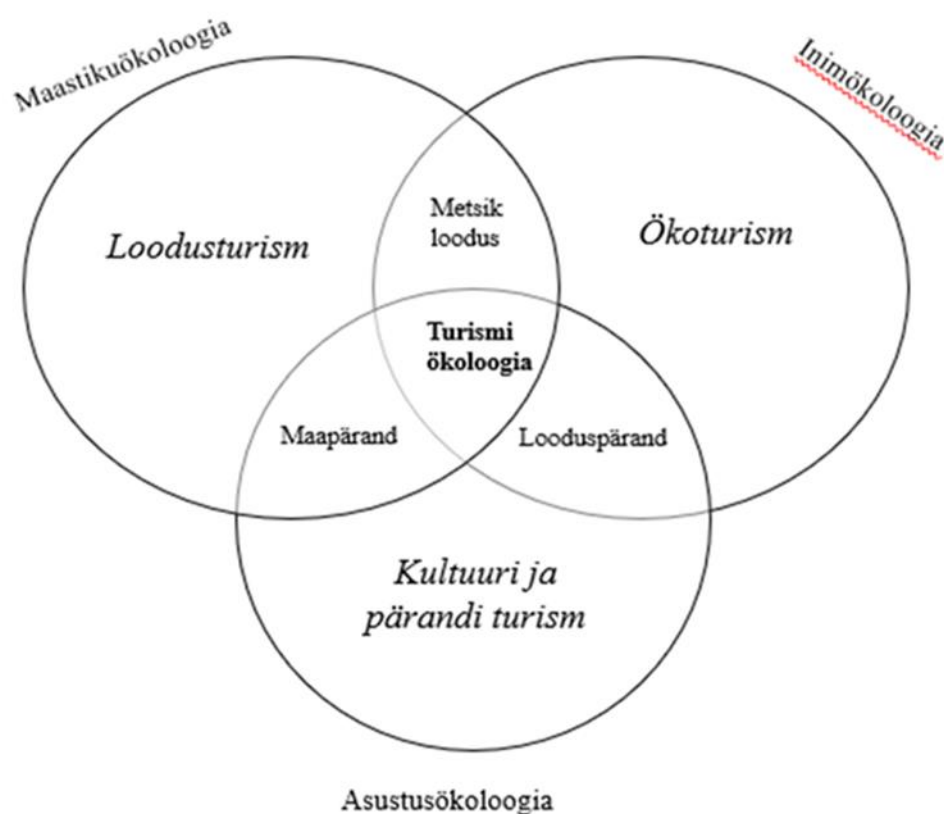 Maastikuökoloogia
Inimökoloogia
Metsik
loodus
Loodusturism
Ökoturism
Turismi
ökoloogia
Maapärand
Looduspärand
Kultuuri ja
pärandi turism
Asustusökoloogia